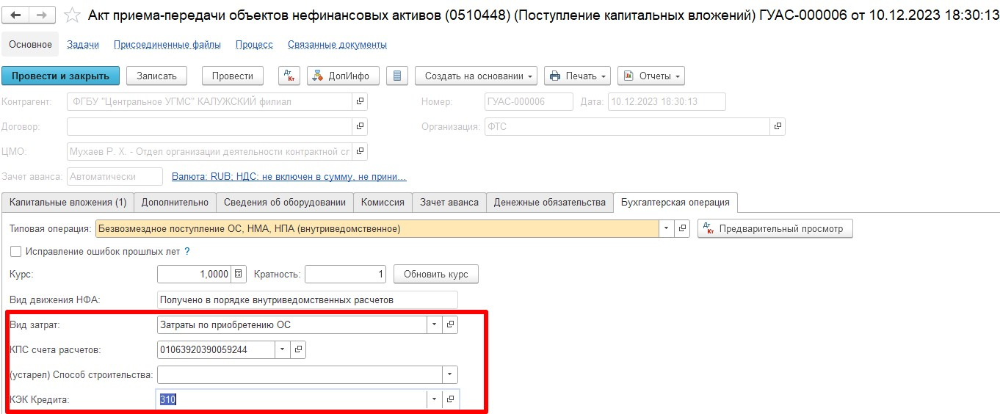 Акт приема-передачи объектов нефинансовых активов (0510448) (Поступление капитальных вложений) ГУАС-000006 от 10.12.2023 18:30:13
Основное Задачи Присоединенные файлы Процесс Связанные документы
Провести и закрыть Записать Провести Дт Кт ДопИнфо Создать на основании Печать Отчеты
Контрагент: ФГБУ "Центральное УГМС" КАЛУЖСКИЙ филиал Номер: ГУАС-000006 Дата: 10.12.2023 18:30:13
Договор: Организация: ФТС
ЦМО: Мухаев Р. Х. - Отдел организации деятельности контрактной сл
Зачет аванса: Автоматически Валюта: RUB; НДС: не включен в сумму, не прини...
Капитальные вложения (1) Дополнительно Сведения об оборудовании Комиссия Зачет аванса Денежные обязательства Бухгалтерская операция
Типовая операция: Безвозмездное поступление ОС, НМА, НПА (внутриведомственное) Дт Кт Предварительный просмотр
Исправление ошибок прошлых лет ?
Курс: 1,0000 Кратность: 1 Обновить курс
Вид движения НФА: Получено в порядке внутриведомственных расчетов
Вид затрат: Затраты по приобретению ОС
КПС счета расчетов: 01063920390059244
(устарел) Способ строительства:
КЭК Кредита: 310